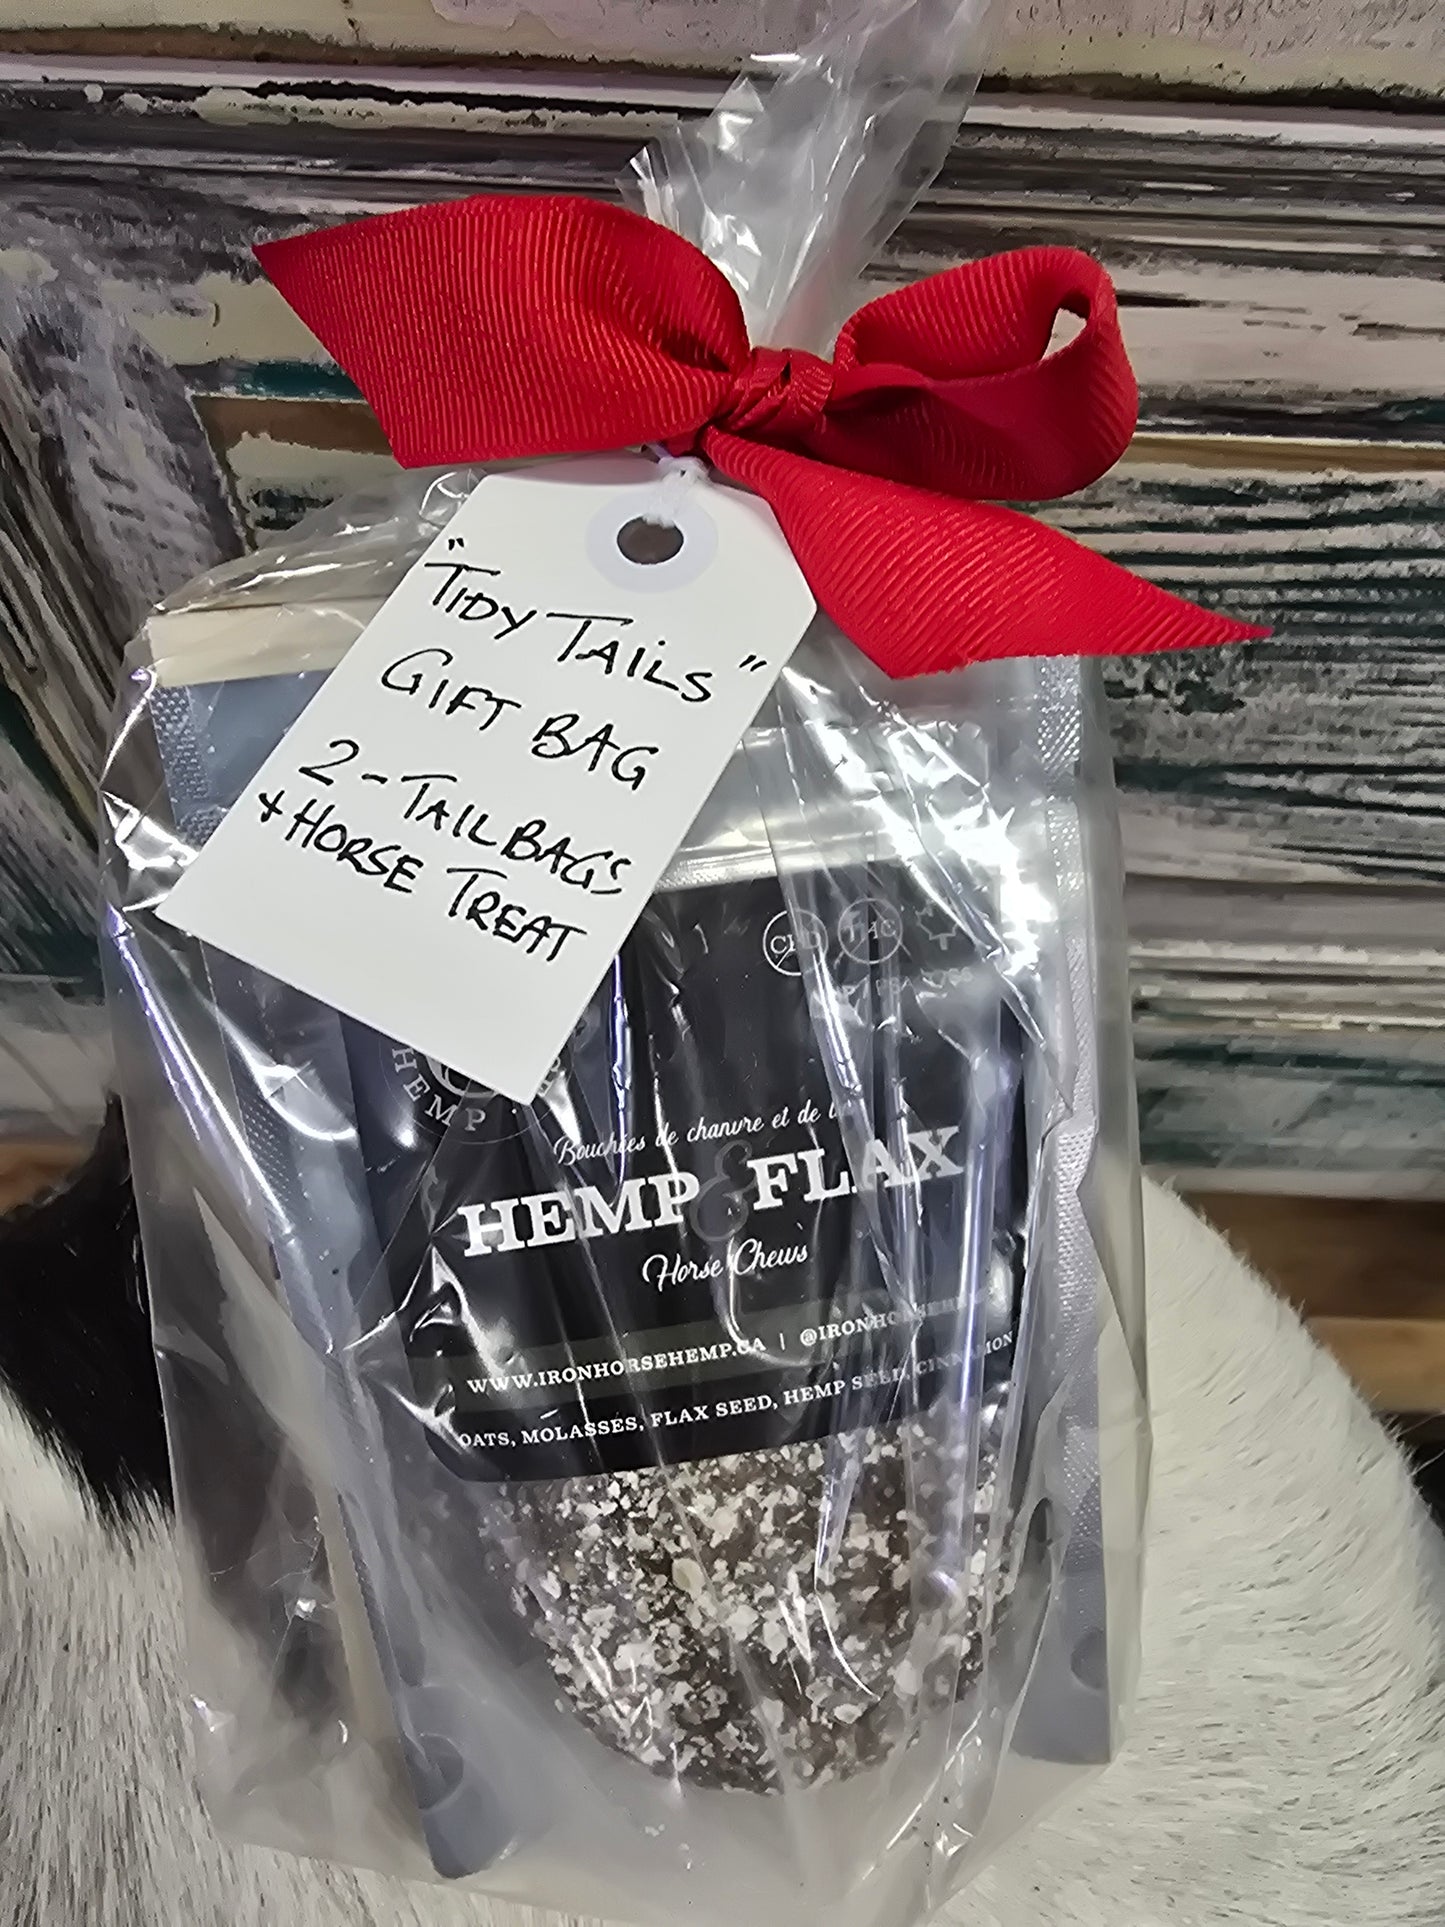 "TIDY TAILS"
GIFT BAG
2-TAILBAGS
+ HORSE TREAT
CBD THC
HEMP
Bouchées de chanvre et de
HEMP & FLAX
Horse Chews
WWW.IRONHORSEHEMP.CA | @IRONHORSEHEMP
OATS, MOLASSES, FLAX SEED, HEMP SEED, CINNAMON